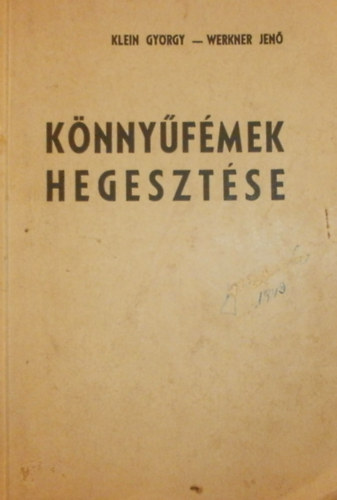 KLEIN GYÖRGY — WERKNER JENŐ
KÖNNYŰFÉMEK
HEGESZTÉSE